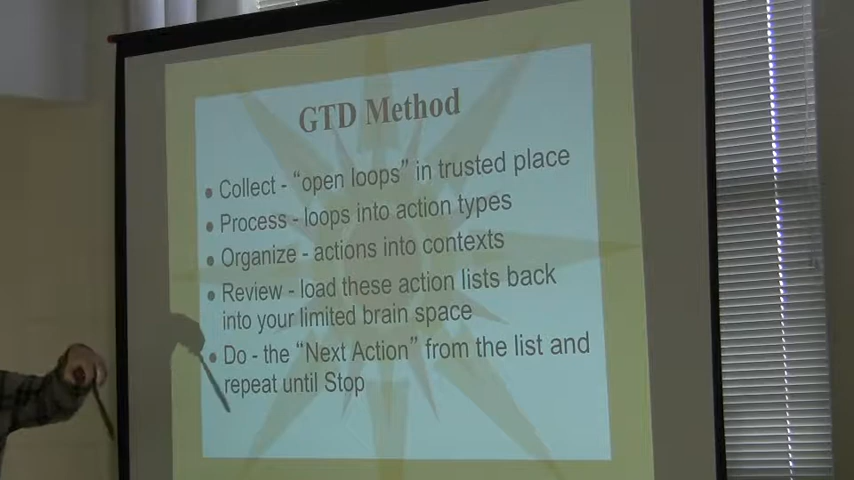 GTD Method
• Collect - “open loops” in trusted place
• Process - loops into action types
• Organize - actions into contexts
• Review - load these action lists back
into your limited brain space
• Do - the “Next Action” from the list and
repeat until Stop